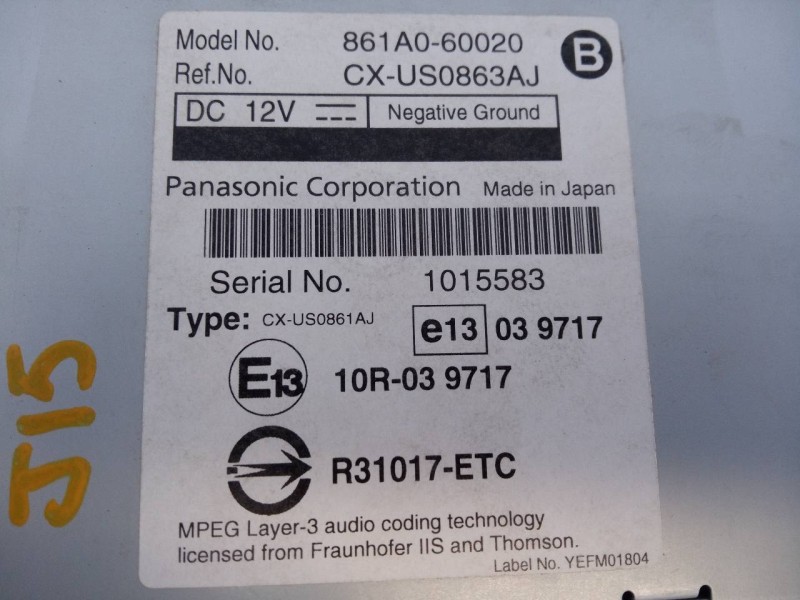 Model No. 861A0-60020 B
Ref.No. CX-US0863AJ
DC 12V Negative Ground
Panasonic Corporation Made in Japan
Serial No. 1015583
Type: CX-US0861AJ e13 03 9717
E13 10R-03 9717
R31017-ETC
MPEG Layer-3 audio coding technology
licensed from Fraunhofer IIS and Thomson.
Label No. YEFM01804
J15